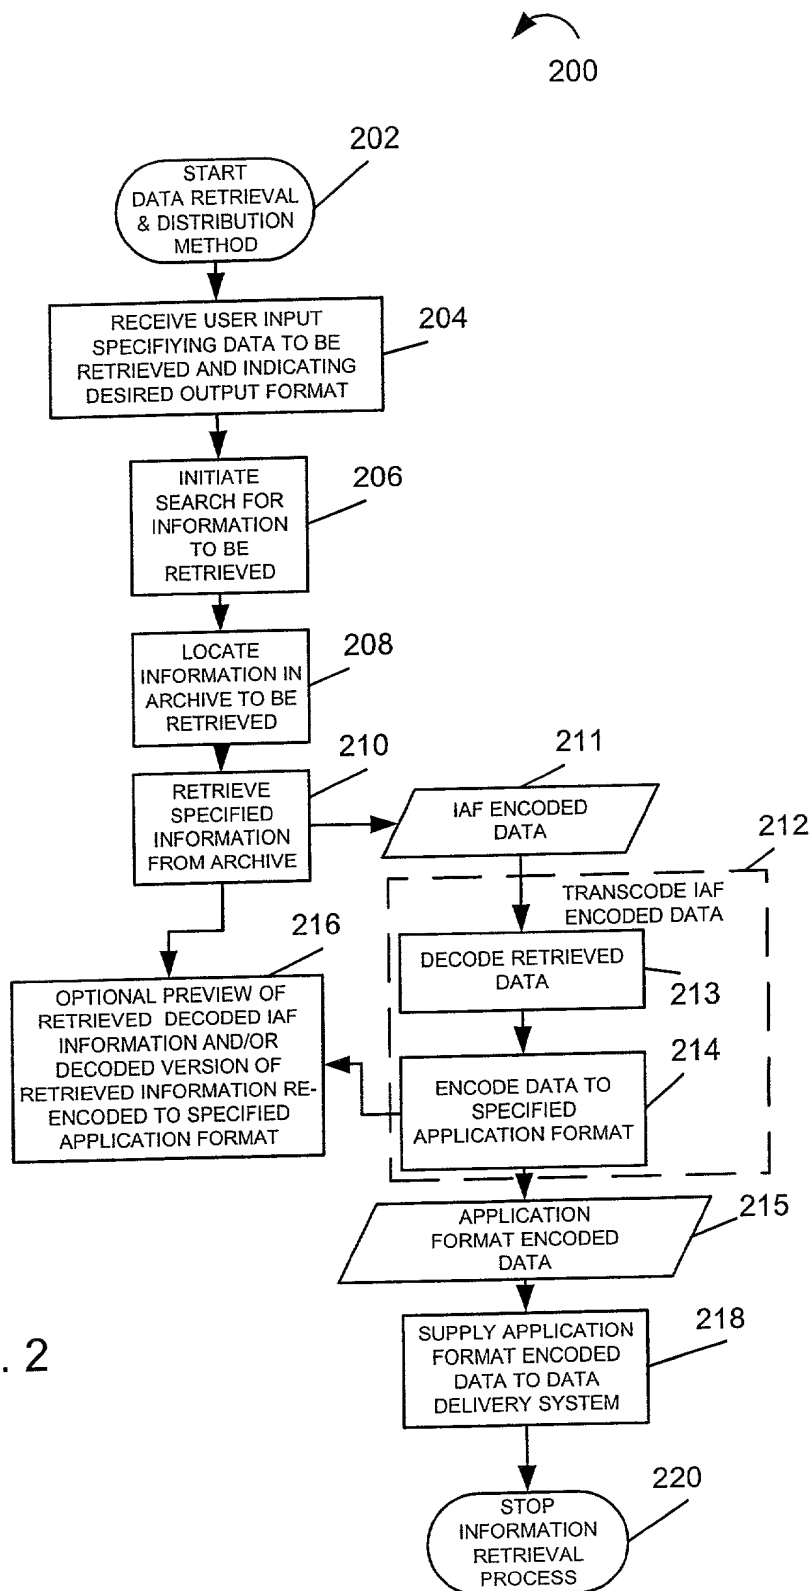 200
202
START
DATA RETRIEVAL
& DISTRIBUTION
METHOD
204
RECEIVE USER INPUT
SPECIFIYING DATA TO BE
RETRIEVED AND INDICATING
DESIRED OUTPUT FORMAT
206
INITIATE
SEARCH FOR
INFORMATION
TO BE
RETRIEVED
208
LOCATE
INFORMATION IN
ARCHIVE TO BE
RETRIEVED
210
RETRIEVE
SPECIFIED
INFORMATION
FROM ARCHIVE
211
IAF ENCODED
DATA
212
TRANSCODE IAF
ENCODED DATA
DECODE RETRIEVED
DATA
213
214
ENCODE DATA TO
SPECIFIED
APPLICATION FORMAT
216
OPTIONAL PREVIEW OF
RETRIEVED DECODED IAF
INFORMATION AND/OR
DECODED VERSION OF
RETRIEVED INFORMATION RE-
ENCODED TO SPECIFIED
APPLICATION FORMAT
215
APPLICATION
FORMAT ENCODED
DATA
218
SUPPLY APPLICATION
FORMAT ENCODED
DATA TO DATA
DELIVERY SYSTEM
. 2
220
STOP
INFORMATION
RETRIEVAL
PROCESS